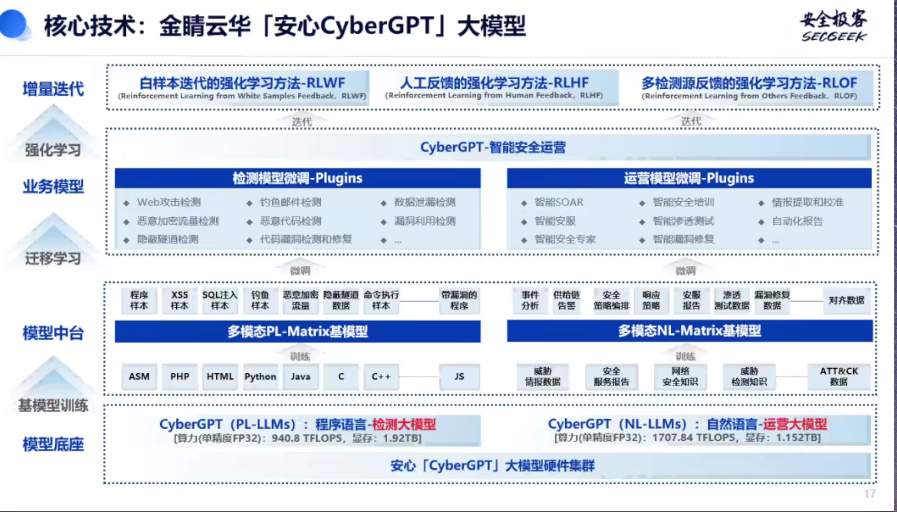 核心技术：金睛云华「安心CyberGPT」大模型
安全极客
SECGEEK
增量迭代
白样本迭代的强化学习方法-RLWF
(Reinforcement Learning from White Samples Feedback，RLWF)
人工反馈的强化学习方法-RLHF
(Reinforcement Learning from Human Feedback，RLHF)
多检测源反馈的强化学习方法-RLOF
(Reinforcement Learning from Others Feedback，RLOF)
迭代
迭代
强化学习
CyberGPT-智能安全运营
业务模型
检测模型微调-Plugins
Web攻击检测
钓鱼邮件检测
数据泄漏检测
恶意加密流量检测
恶意代码检测
漏洞利用检测
隐蔽隧道检测
代码漏洞检测和修复
...
运营模型微调-Plugins
智能SOAR
智能安全培训
情报提取和校准
智能安服
智能渗透测试
自动化报告
智能安全专家
智能漏洞修复
...
迁移学习
微调
微调
模型中台
程序
样本
XSS
样本
SQL注入
样本
钓鱼
样本
恶意加密
流量
隐蔽隧道
数据
命令执行
样本
带漏洞的
程序
多模态PL-Matrix基模型
训练
ASM
PHP
HTML
Python
Java
C
C++
JS
事件
分析
供给链
告警
安全
策略编排
响应
策略
安服
报告
渗透
测试数据
漏洞修复
数据
对齐数据
多模态NL-Matrix基模型
训练
威胁
情报数据
安全
服务报告
网络
安全知识
威胁
检测知识
ATT&CK
数据
基模型训练
模型底座
CyberGPT（PL-LLMs）：程序语言-检测大模型
[算力(单精度FP32)：940.8 TFLOPS，显存：1.92TB]
CyberGPT（NL-LLMs）：自然语言-运营大模型
[算力(单精度FP32)：1707.84 TFLOPS，显存：1.152TB]
安心「CyberGPT」大模型硬件集群
17